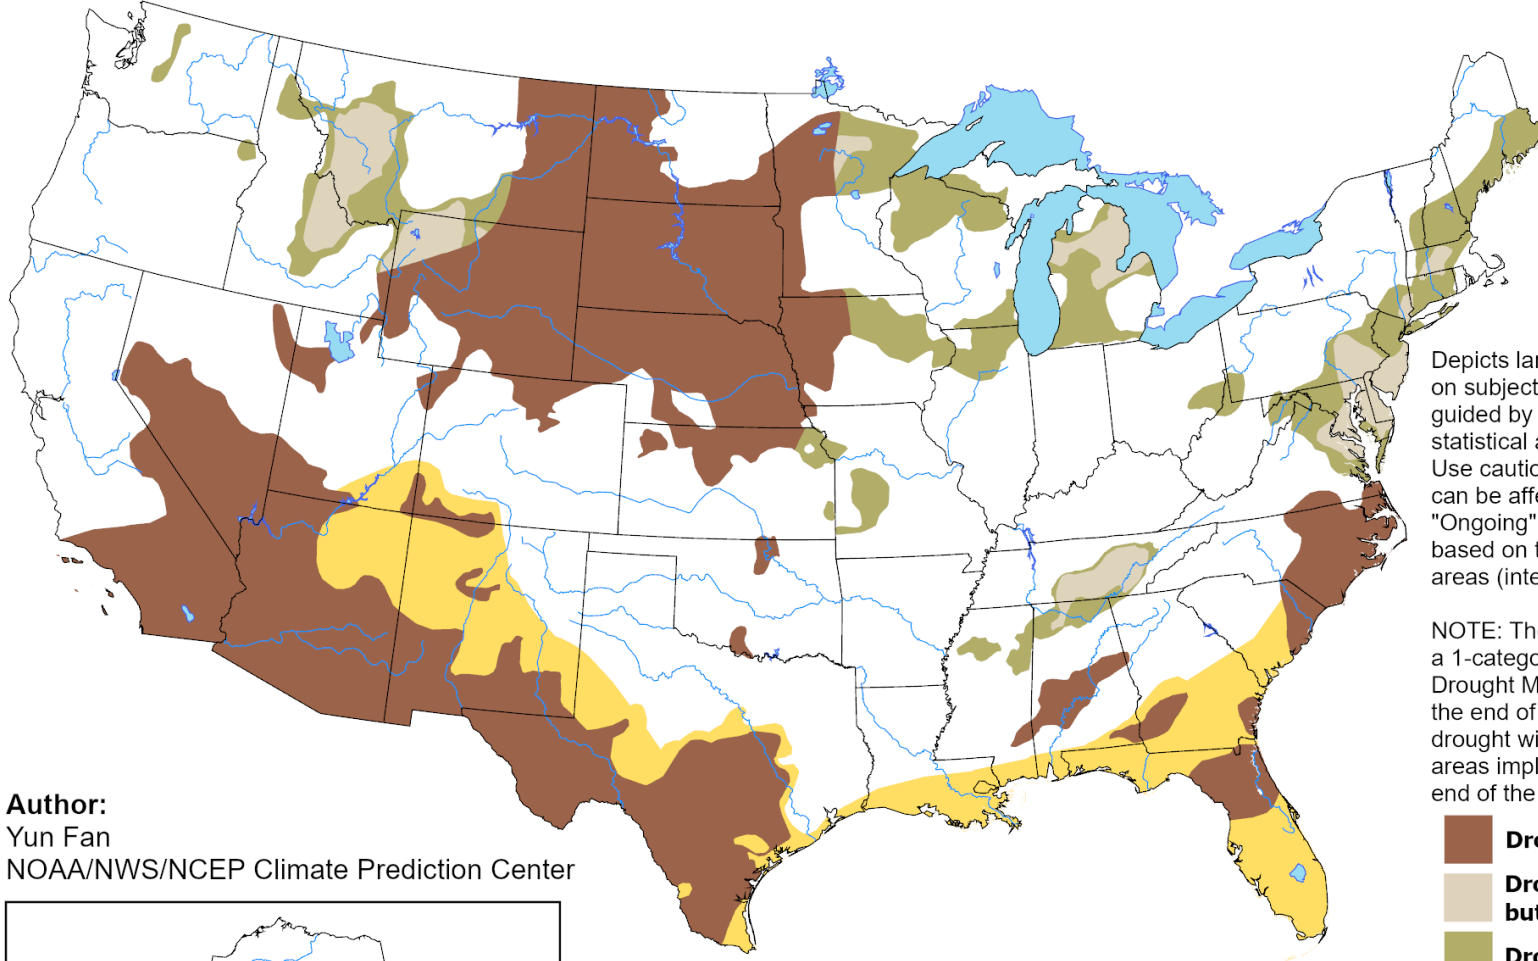 Depicts lar
on subject
guided by
statistical a
Use cautio
can be affe
"Ongoing"
based on t
areas (inte
NOTE: The
a 1-catego
Drought M
the end of
drought wi
areas impl
end of the
Author:
Yun Fan
NOAA/NWS/NCEP Climate Prediction Center
Dro
Dro
but
Dro